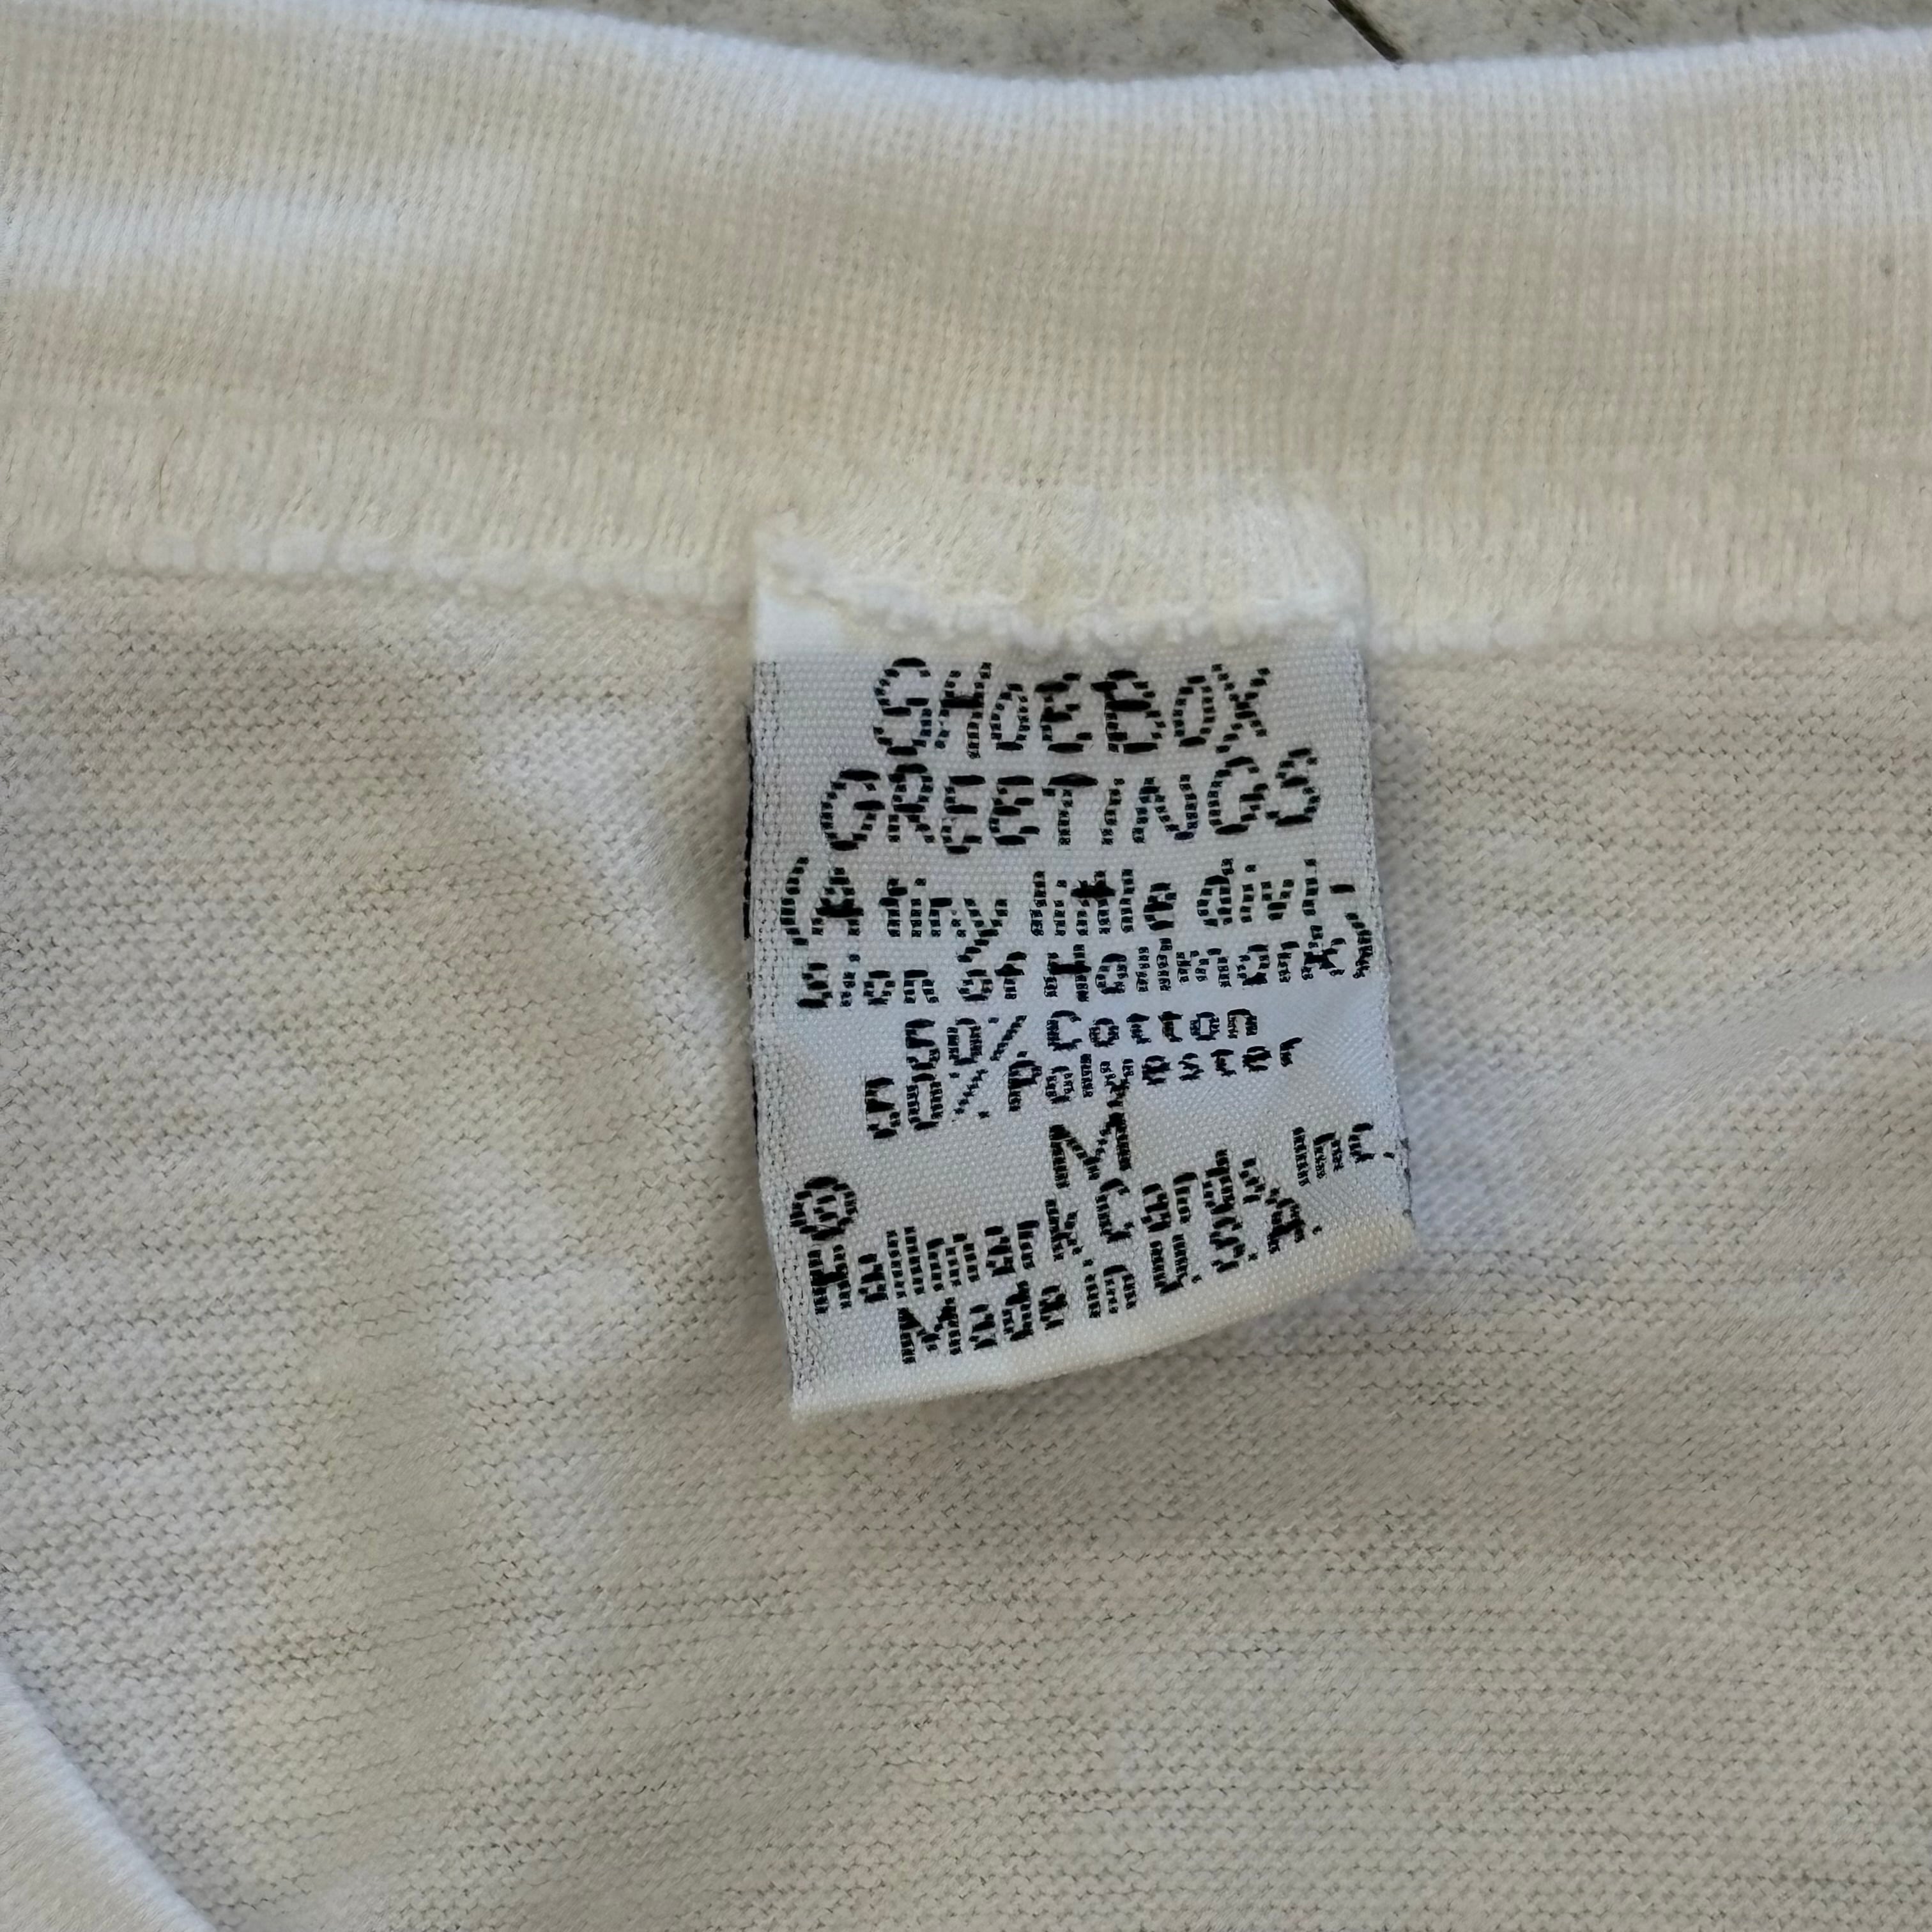 SHOEBOX
GREETINGS
(A tiny little divi-
sion of Hallmark)
50% Cotton
50% Polyester
M
© Hallmark Cards, Inc.
Made in U.S.A.